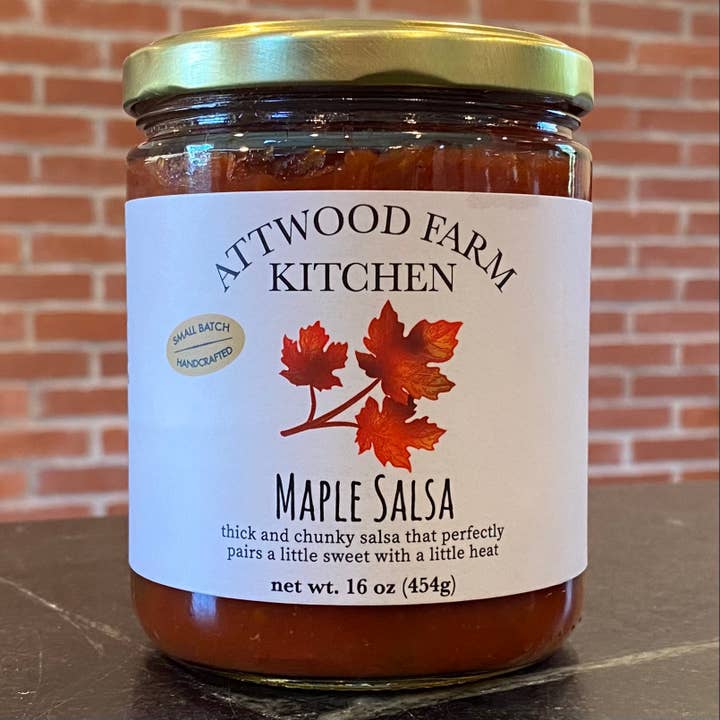 ATTWOOD FARM
KITCHEN
SMALL BATCH
HANDCRAFTED
MAPLE SALSA
thick and chunky salsa that perfectly
pairs a little sweet with a little heat
net wt. 16 oz (454g)